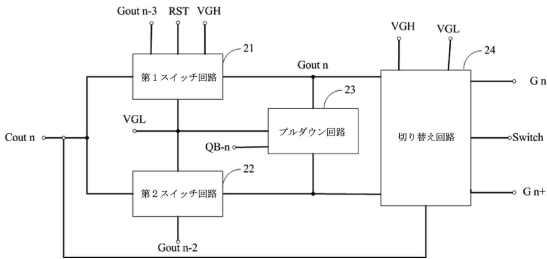 Gout n-3 RST VGH
21
第1スイッチ回路
VGH VGL
24
Gout n
G n
23
VGL
プルダウン回路
切り替え回路
Cout n
Switch
QB-n
22
第2スイッチ回路
G n+
Gout n-2